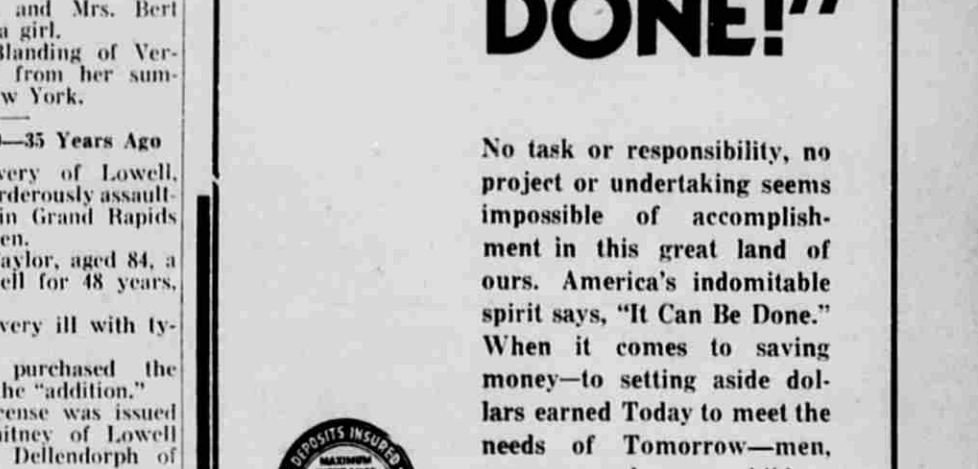 and Mrs. Bert
a girl.
Blanding of Ver-
from her sum-
w York.
—35 Years Ago
very of Lowell,
rderously assault-
in Grand Rapids
en.
aylor, aged 84, a
ell for 48 years,
very ill with ty-
purchased the
he "addition."
cense was issued
itney of Lowell
Dellendorph of
DONE!"
No task or responsibility, no
project or undertaking seems
impossible of accomplish-
ment in this great land of
ours. America's indomitable
spirit says, "It Can Be Done."
When it comes to saving
money—to setting aside dol-
lars earned Today to meet the
needs of Tomorrow—men,
DEPOSITS INSURED
MAXIMUM